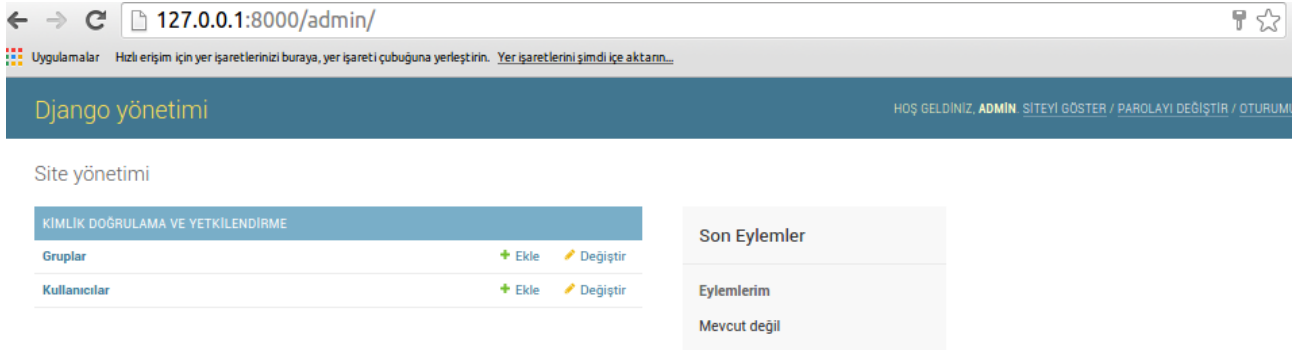 127.0.0.1:8000/admin/
Uygulamalar Hızlı erişim için yer işaretlerinizi buraya, yer işareti çubuğuna yerleştirin. Yer işaretlerini şimdi içe aktarın...
Django yönetimi
HOŞ GELDİNİZ, ADMİN. SİTEYİ GÖSTER / PAROLAYI DEĞİŞTİR / OTURUMU
Site yönetimi
KİMLİK DOĞRULAMA VE YETKİLENDİRME
Gruplar + Ekle Değiştir
Kullanıcılar + Ekle Değiştir
Son Eylemler
Eylemlerim
Mevcut değil